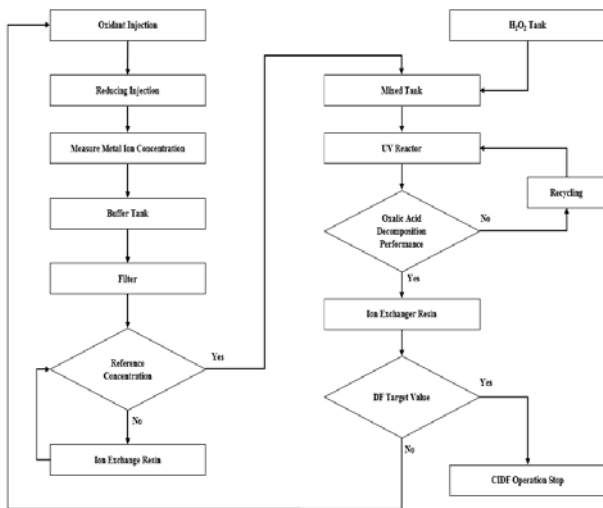 Oxidant Injection
Reducing Injection
Measure Metal Ion Concentration
Buffer Tank
Filter
Reference
Concentration
Yes
No
Ion Exchange Resin
H₂O₂ Tank
Mixed Tank
UV Reactor
Recycling
Oxalic Acid
Decomposition
Performance
No
Yes
Ion Exchanger Resin
DF Target Value
Yes
No
CIDF Operation Stop